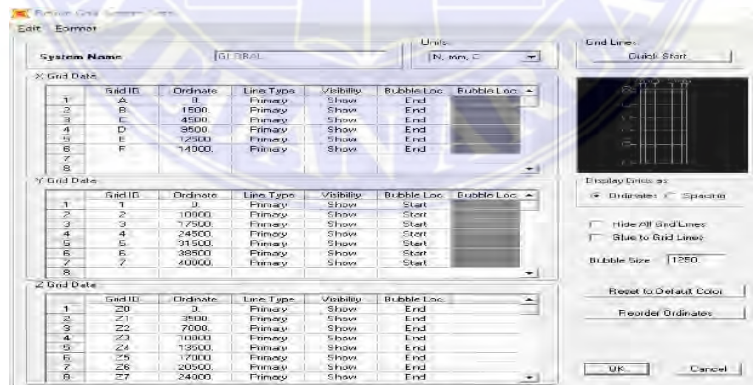 Edit Format
Units
Grid Lines
System Name GLOBAL N, mm, C Quick Start
X Grid Data
Grid ID Ordinate Line Type Visibility Bubble Loc. Bubble Loc.
1 A 0. Primary Show End
2 B 1500. Primary Show End
3 C 4500. Primary Show End
4 D 9500. Primary Show End
5 E 12500. Primary Show End
6 F 14000. Primary Show End
7
8
Y Grid Data
Display Grids as
Grid ID Ordinate Line Type Visibility Bubble Loc. Bubble Loc.
Ordinates Spacing
1 1 0. Primary Show Start
2 2 10000. Primary Show Start
3 3 17500. Primary Show Start
4 4 24500. Primary Show Start
5 5 31500. Primary Show Start
6 6 38500. Primary Show Start
7 7 40000. Primary Show Start
8
Hide All Grid Lines
Glue to Grid Lines
Bubble Size 1250.
Z Grid Data
Grid ID Ordinate Line Type Visibility Bubble Loc.
1 Z0 0. Primary Show End
2 Z1 3500. Primary Show End
3 Z2 7000. Primary Show End
4 Z3 10000. Primary Show End
5 Z4 13500. Primary Show End
6 Z5 17000. Primary Show End
7 Z6 20500. Primary Show End
8 Z7 24000. Primary Show End
Reset to Default Color
Reorder Ordinates
OK Cancel